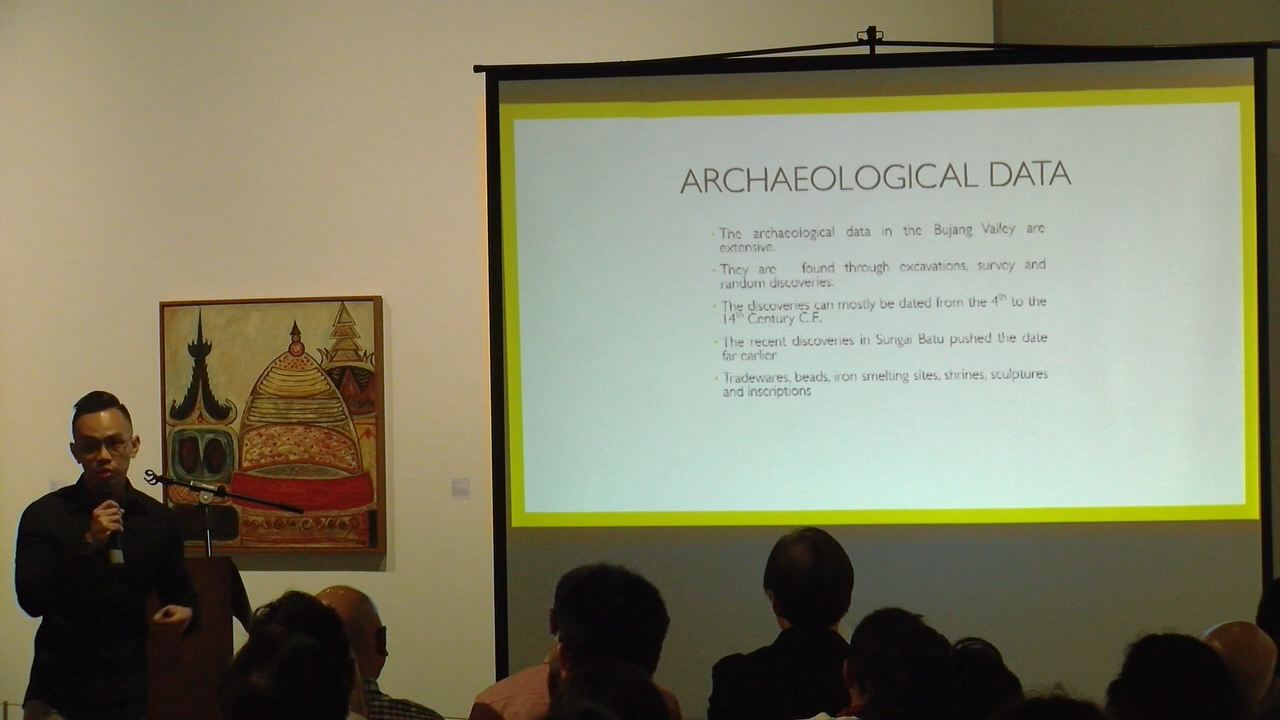 ARCHAEOLOGICAL DATA
The archaeological data in the Bujang Valley are
extensive.
They are found through excavations, survey and
random discoveries.
The discoveries can mostly be dated from the 4th to the
14th Century C.E.
The recent discoveries in Sungai Batu pushed the date
far earlier
Tradewares, beads, iron smelting sites, shrines, sculptures
and inscriptions